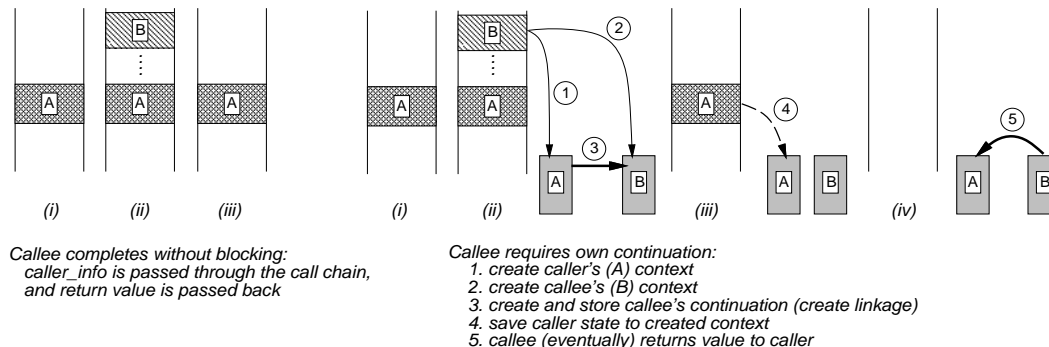 B
A
A
A
(i)
(ii)
(iii)
Callee completes without blocking:
caller_info is passed through the call chain,
and return value is passed back
B
2
A
A
1
3
A
B
A
4
A
B
5
A
B
(i)
(ii)
(iii)
(iv)
Callee requires own continuation:
1. create caller's (A) context
2. create callee's (B) context
3. create and store callee's continuation (create linkage)
4. save caller state to created context
5. callee (eventually) returns value to caller